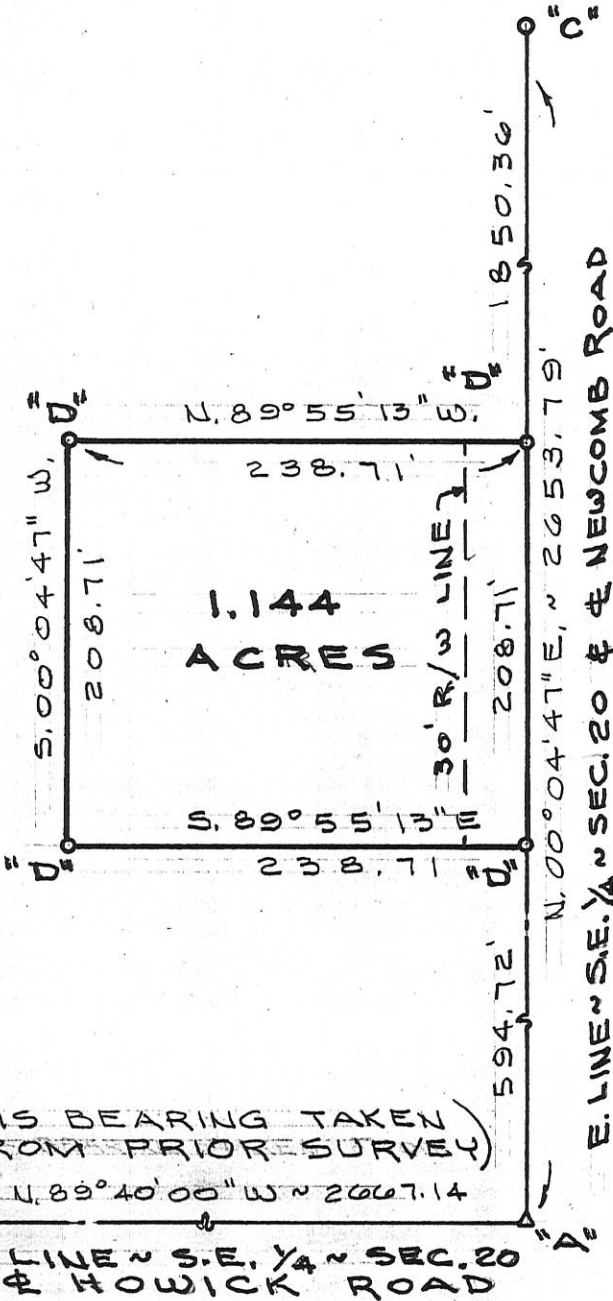 "C"
1850.36'
"D"
N. 89° 55' 13" W.
"D"
238.71'
S. 00° 04' 47" W.
208.71'
1.144
ACRES
30' R/W LINE
208.71'
N. 00° 04' 47" E. ~ 2653.79'
E. LINE ~ S.E. ¼ ~ SEC. 20 & ℄ NEWCOMB ROAD
S. 89° 55' 13" E
"D"
238.71
"D"
594.72'
IS BEARING TAKEN
ROM PRIOR SURVEY)
N. 89° 40' 00" W ~ 2667.14
"A"
LINE ~ S.E. ¼ ~ SEC. 20
℄ HOWICK ROAD